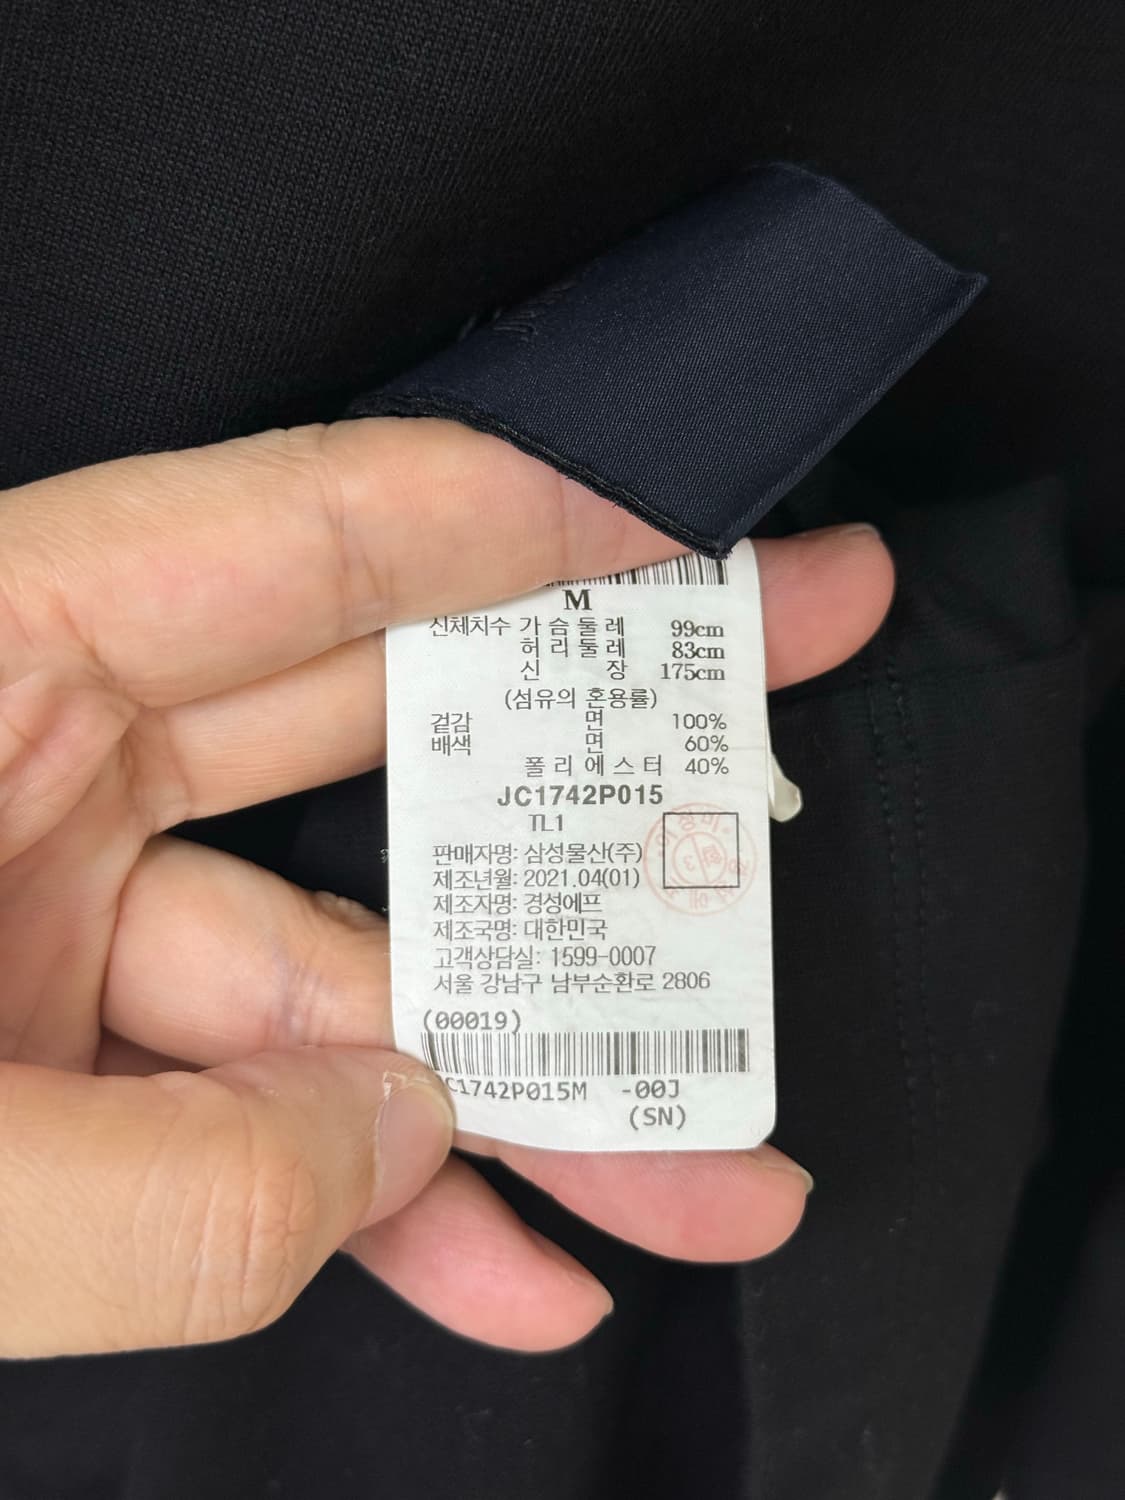 M
신체치수 가슴둘레 99cm
허리둘레 83cm
신장 175cm
(섬유의 혼용률)
겉감 면 100%
배색 면 60%
폴리에스터 40%
JC1742P015
TL1
판매자명: 삼성물산(주)
제조년월: 2021.04(01)
제조자명: 경성에프
제조국명: 대한민국
고객상담실: 1599-0007
서울 강남구 남부순환로 2806
(00019)
C1742P015M -00J
(SN)